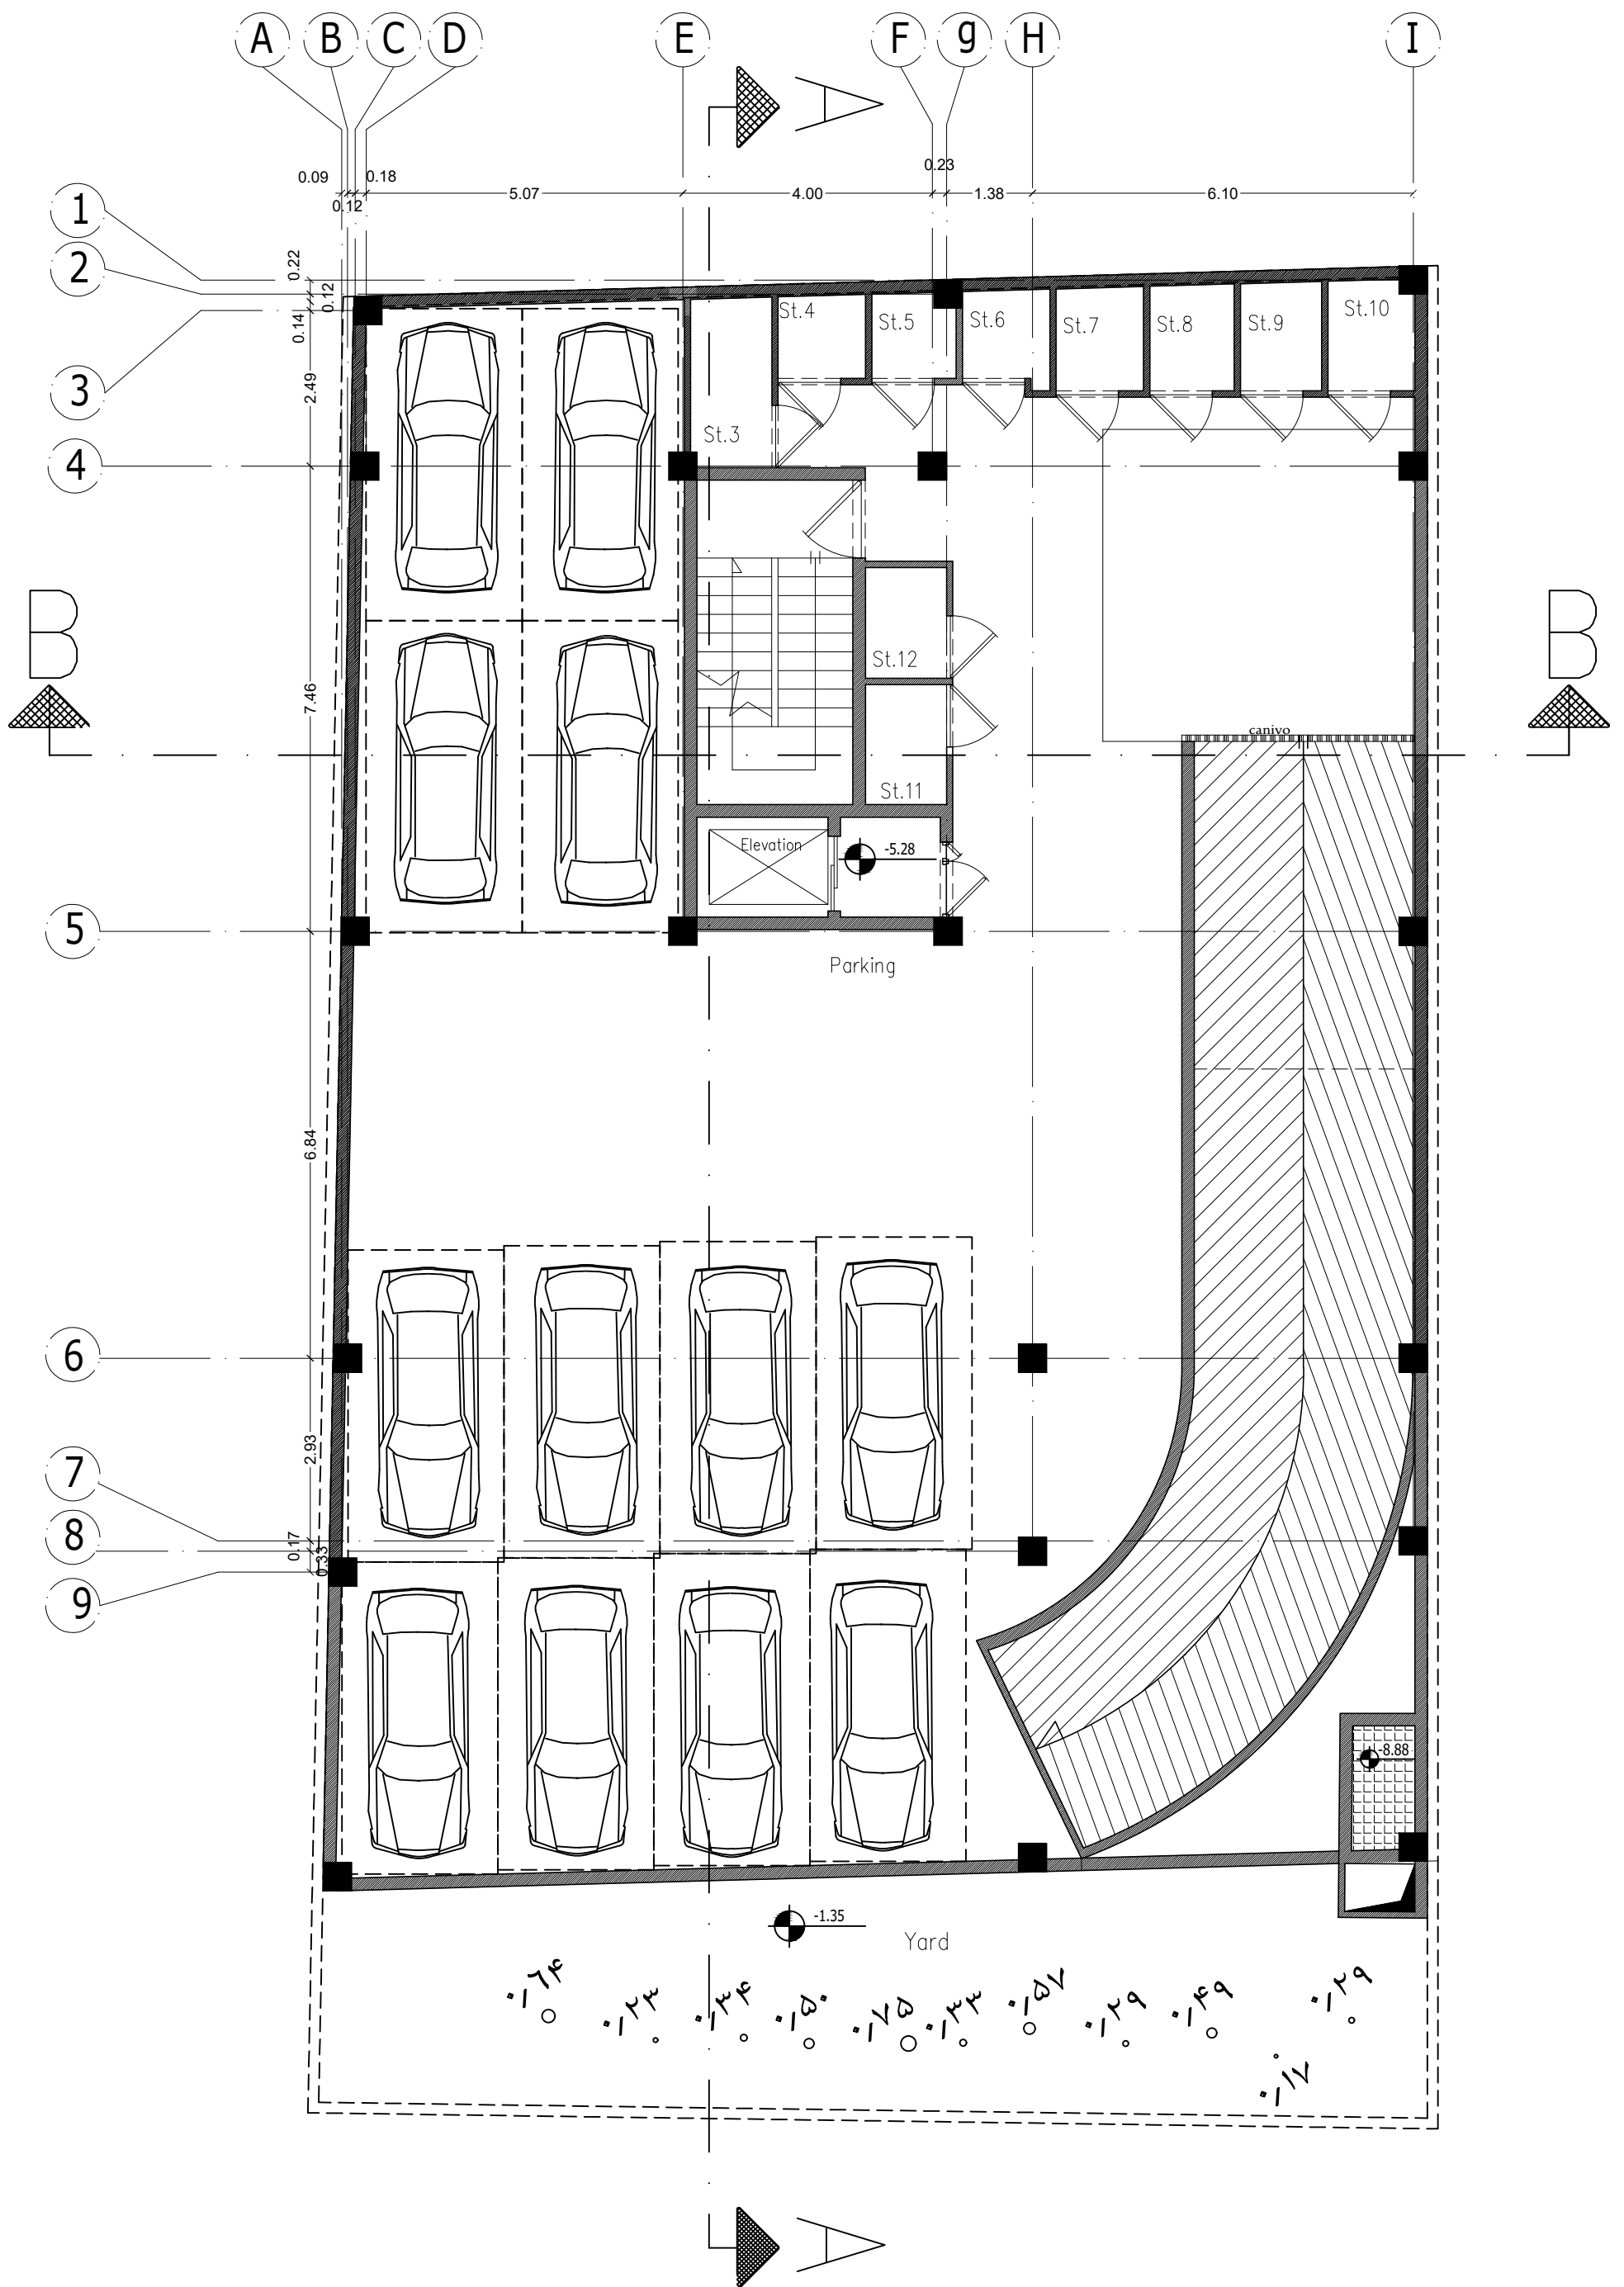 A B C D E F g H I
A
0.23
0.09 0.18 5.07 4.00 1.38 6.10
0.12
1
2
0.22
0.12
0.14
St.4 St.5 St.6 St.7 St.8 St.9 St.10
3
2.49
St.3
4
B
B
St.12
7.46
canivo
St.11
Elevation
-5.28
5
Parking
6.84
6
2.93
7
8
0.17
0.33
9
-8.88
-1.35
Yard
۰/۶۴ ۰/۲۳ ۰/۳۴ ۰/۵۰ ۰/۷۵ ۰/۳۳ ۰/۵۷ ۰/۲۹ ۰/۴۹ ۰/۲۹
۰/۱۷
A